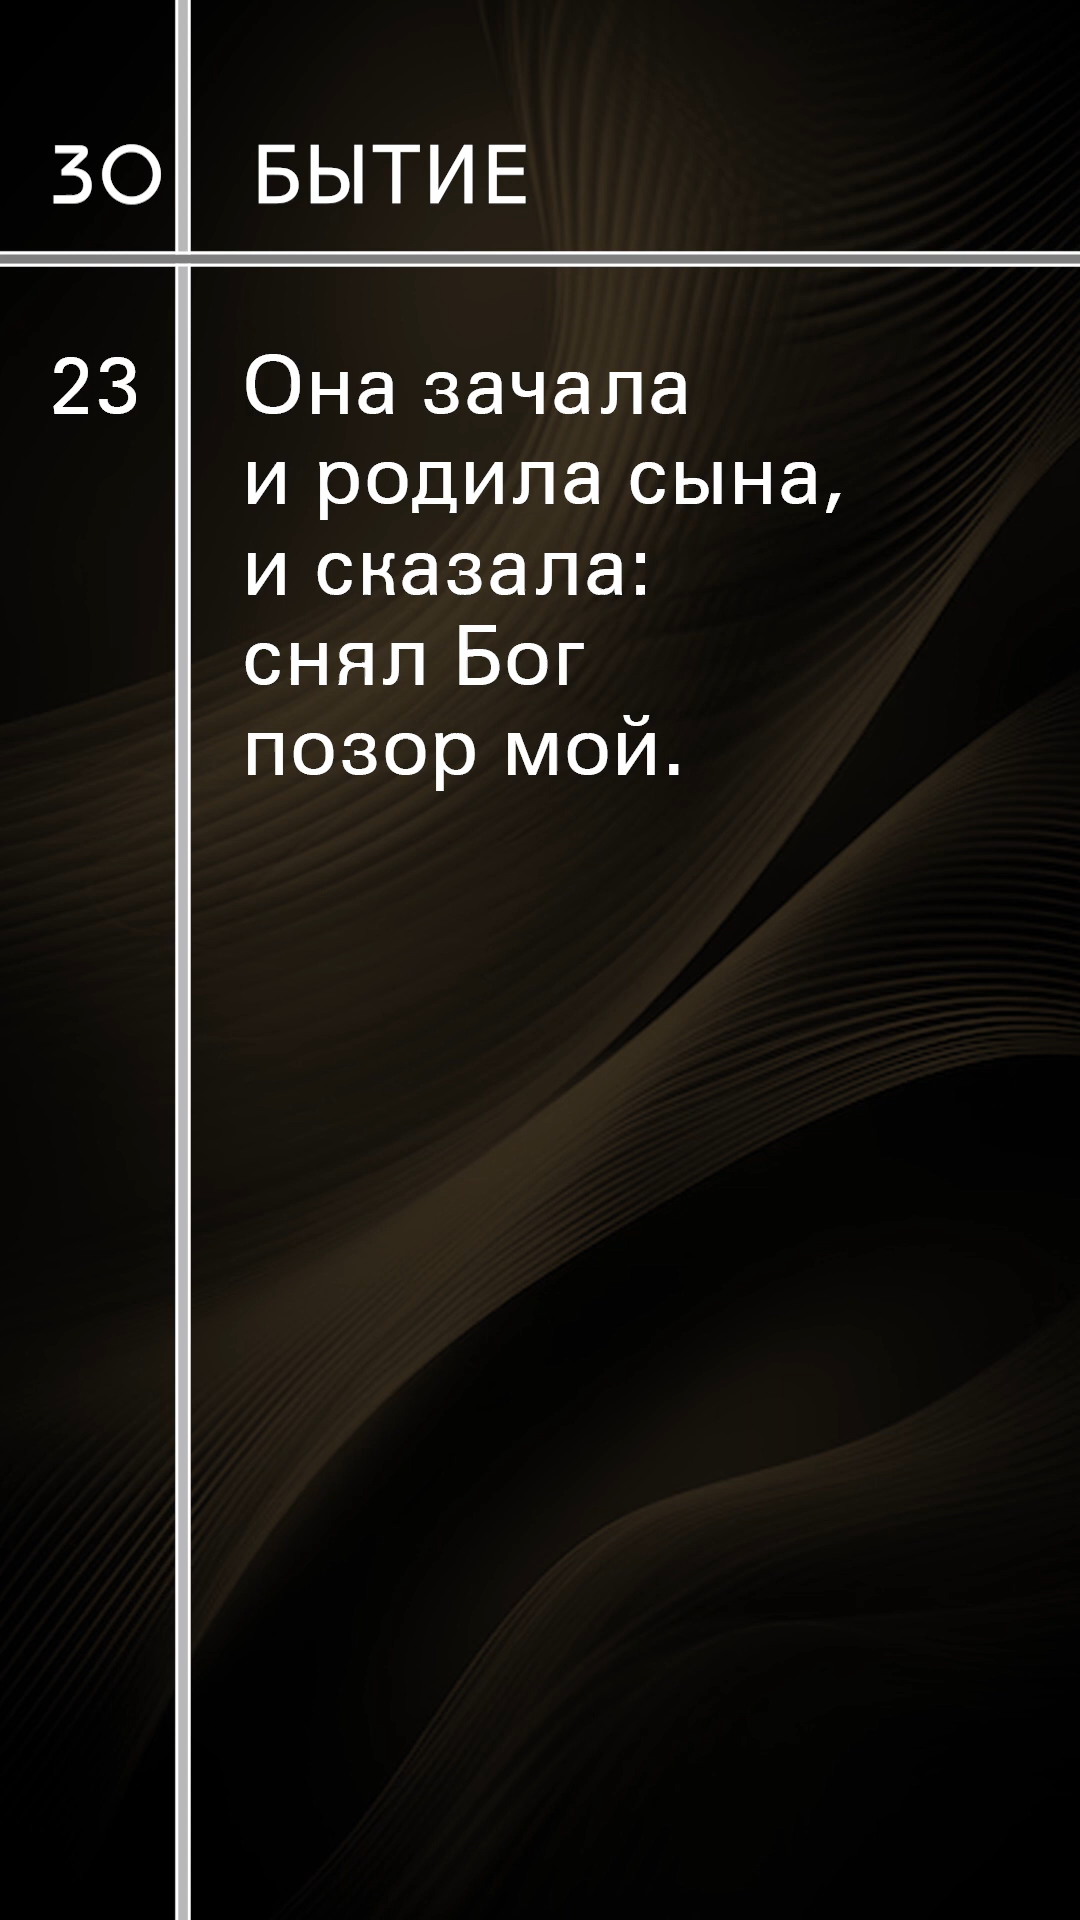 30 БЫТИЕ
23 Она зачала
и родила сына,
и сказала:
снял Бог
позор мой.